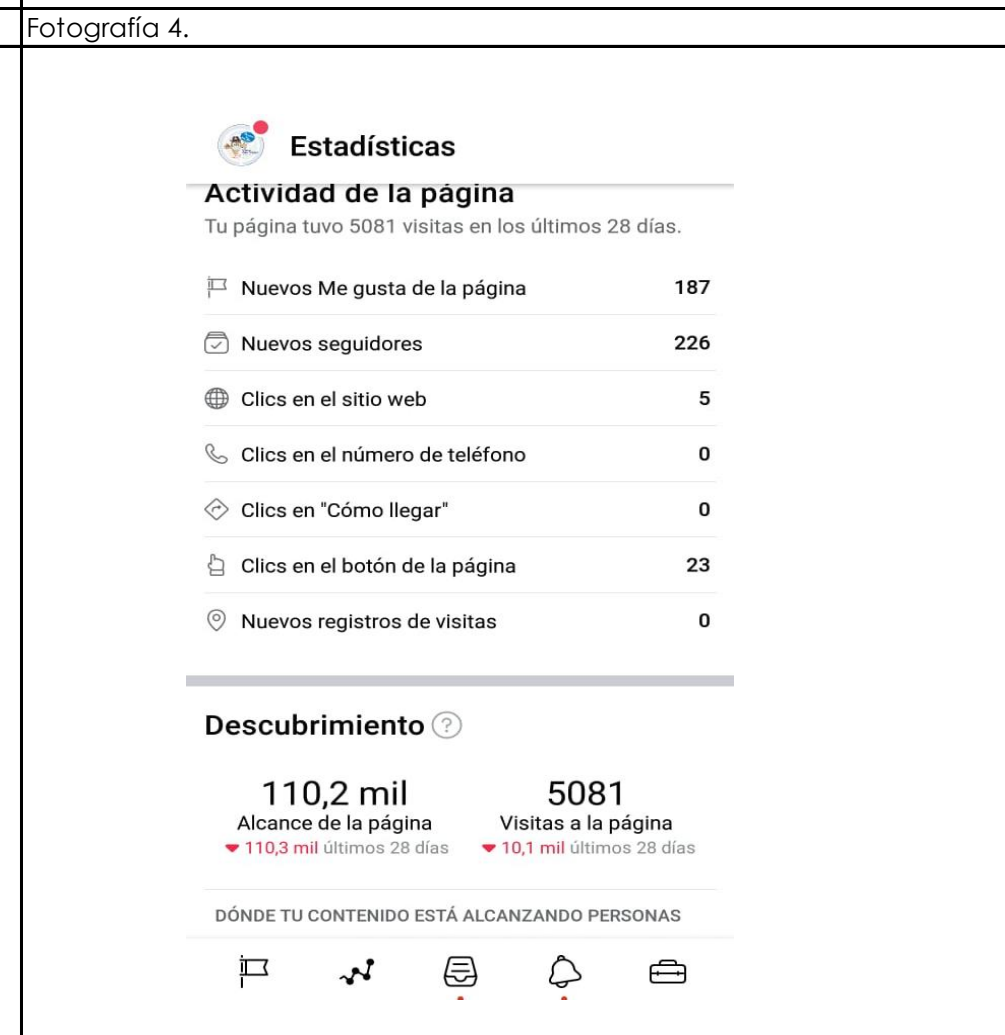 Fotografía 4.
Estadísticas
Actividad de la página
Tu página tuvo 5081 visitas en los últimos 28 días.
Nuevos Me gusta de la página 187
Nuevos seguidores 226
Clics en el sitio web 5
Clics en el número de teléfono 0
Clics en "Cómo llegar" 0
Clics en el botón de la página 23
Nuevos registros de visitas 0
Descubrimiento ?
110,2 mil 5081
Alcance de la página Visitas a la página
110,3 mil últimos 28 días 10,1 mil últimos 28 días
DÓNDE TU CONTENIDO ESTÁ ALCANZANDO PERSONAS